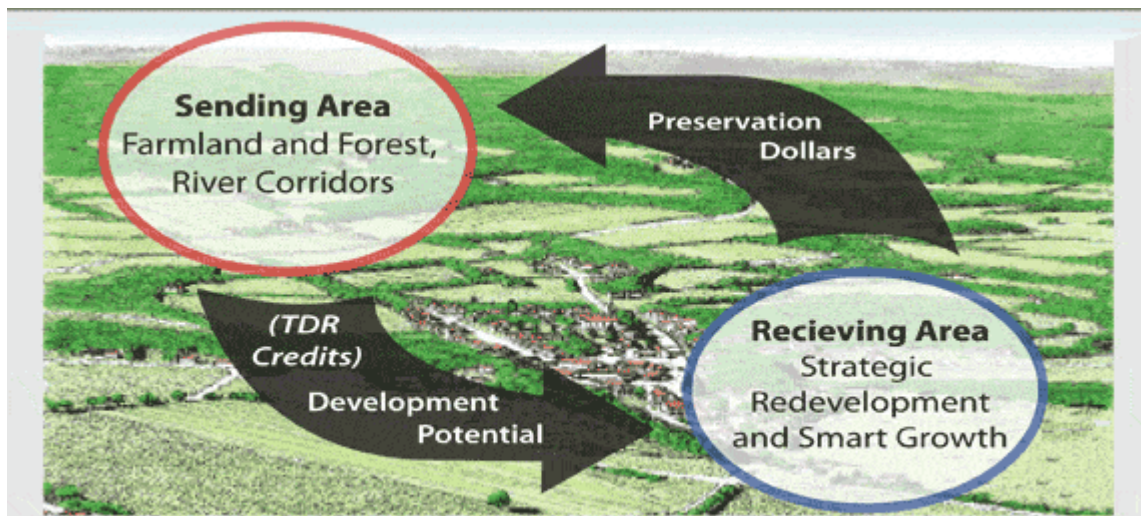 Sending Area
Farmland and Forest,
River Corridors
Preservation
Dollars
(TDR
Credits)
Development
Potential
Recieving Area
Strategic
Redevelopment
and Smart Growth